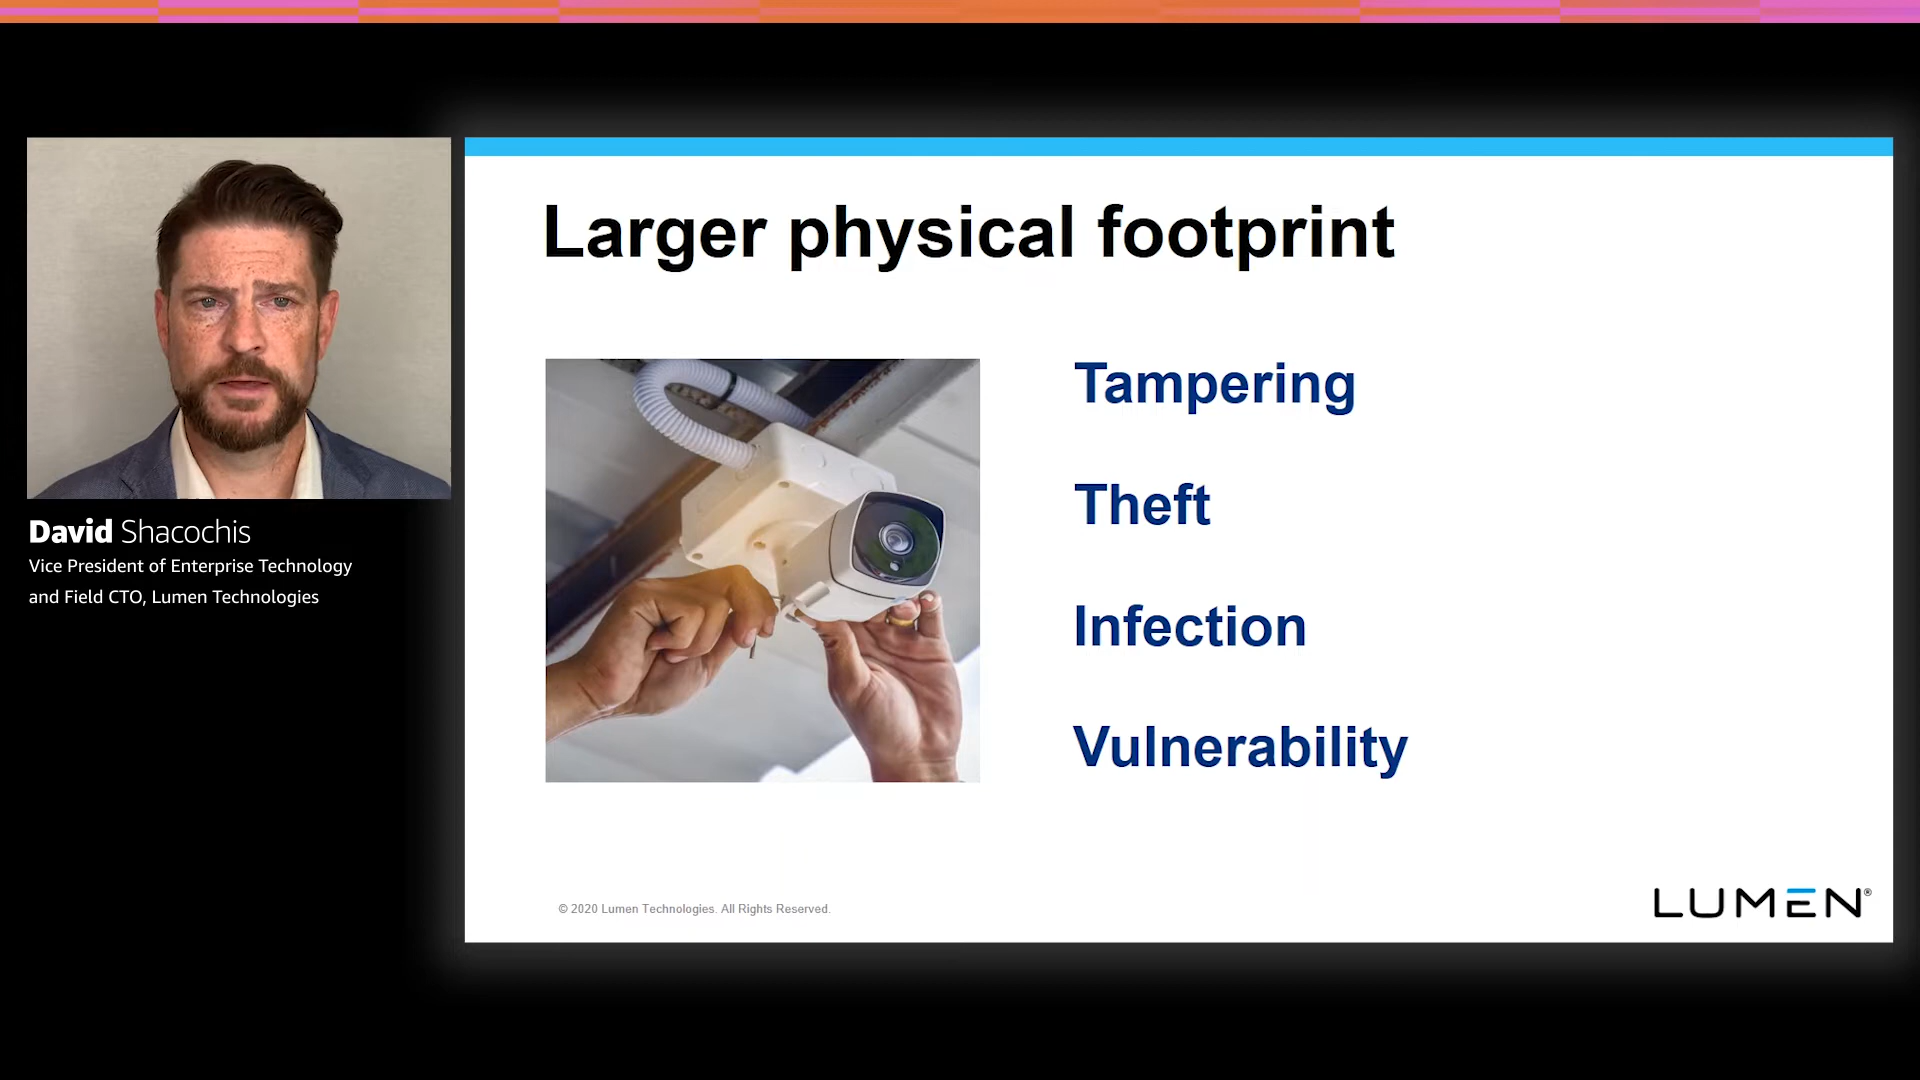 David Shacochis
Vice President of Enterprise Technology
and Field CTO, Lumen Technologies
Larger physical footprint
Tampering
Theft
Infection
Vulnerability
© 2020 Lumen Technologies. All Rights Reserved.
LUMEN®